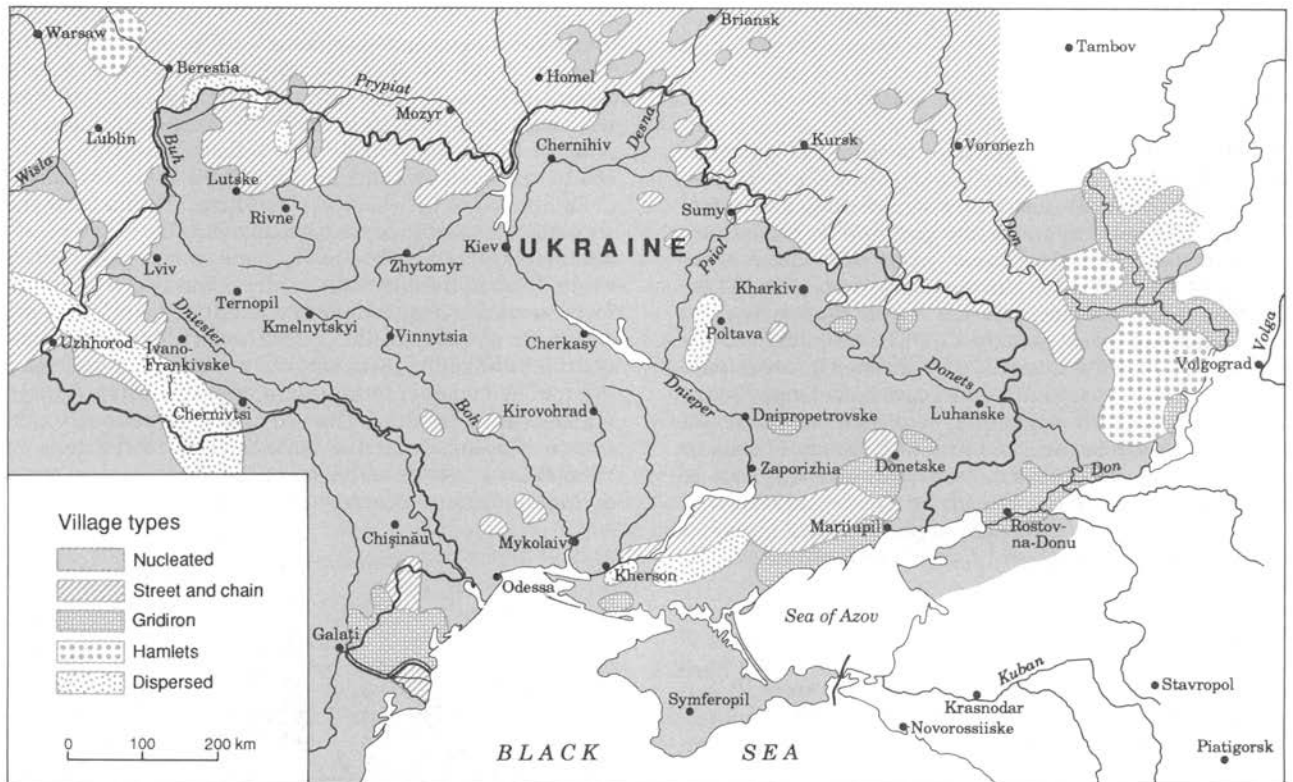 Warsaw
Berestia
Prypiat
Homel
Briansk
Tambov
Mozyr
Lublin
Buh
Desna
Chernihiv
Kursk
Voronezh
Wisla
Lutske
Rivne
Sumy
Don
Kiev
UKRAINE
Psiol
Zhytomyr
Lviv
Kharkiv
Ternopil
Dniester
Kmelnytskyi
Vinnytsia
Poltava
Cherkasy
Uzhhorod
Ivano-
Frankivske
Volga
Volgograd
Donets
Luhanske
Chernivtsi
Boh
Kirovohrad
Dnieper
Dnipropetrovske
Zaporizhia
Donetske
Don
Chişinău
Mykolaiv
Mariiupil
Rostov-
na-Donu
Odessa
Kherson
Sea of Azov
Galaţi
Kuban
Stavropol
Symferopil
Krasnodar
Novorossiiske
BLACK SEA
Piatigorsk
Village types
Nucleated
Street and chain
Gridiron
Hamlets
Dispersed
0 100 200 km